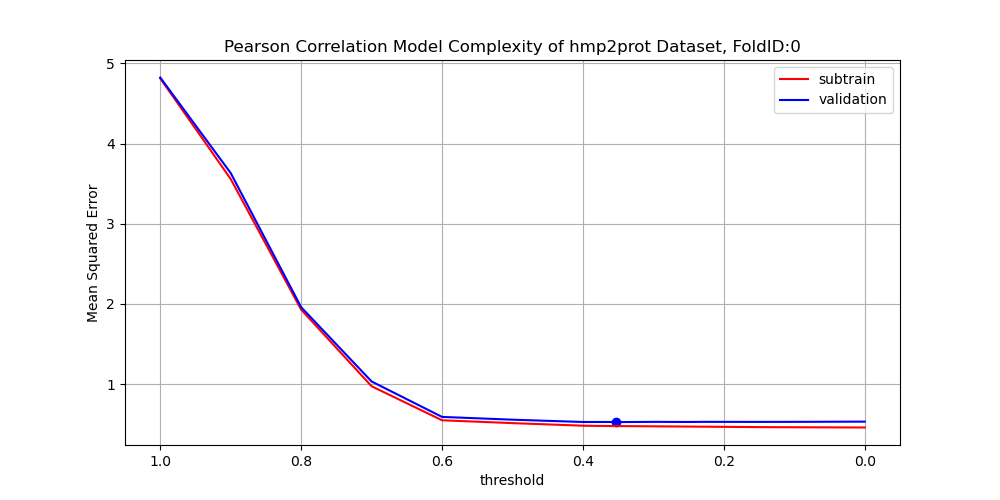 Pearson Correlation Model Complexity of hmp2prot Dataset, FoldID:0
subtrain
validation
5
4
3
2
1
Mean Squared Error
1.0 0.8 0.6 0.4 0.2 0.0
threshold